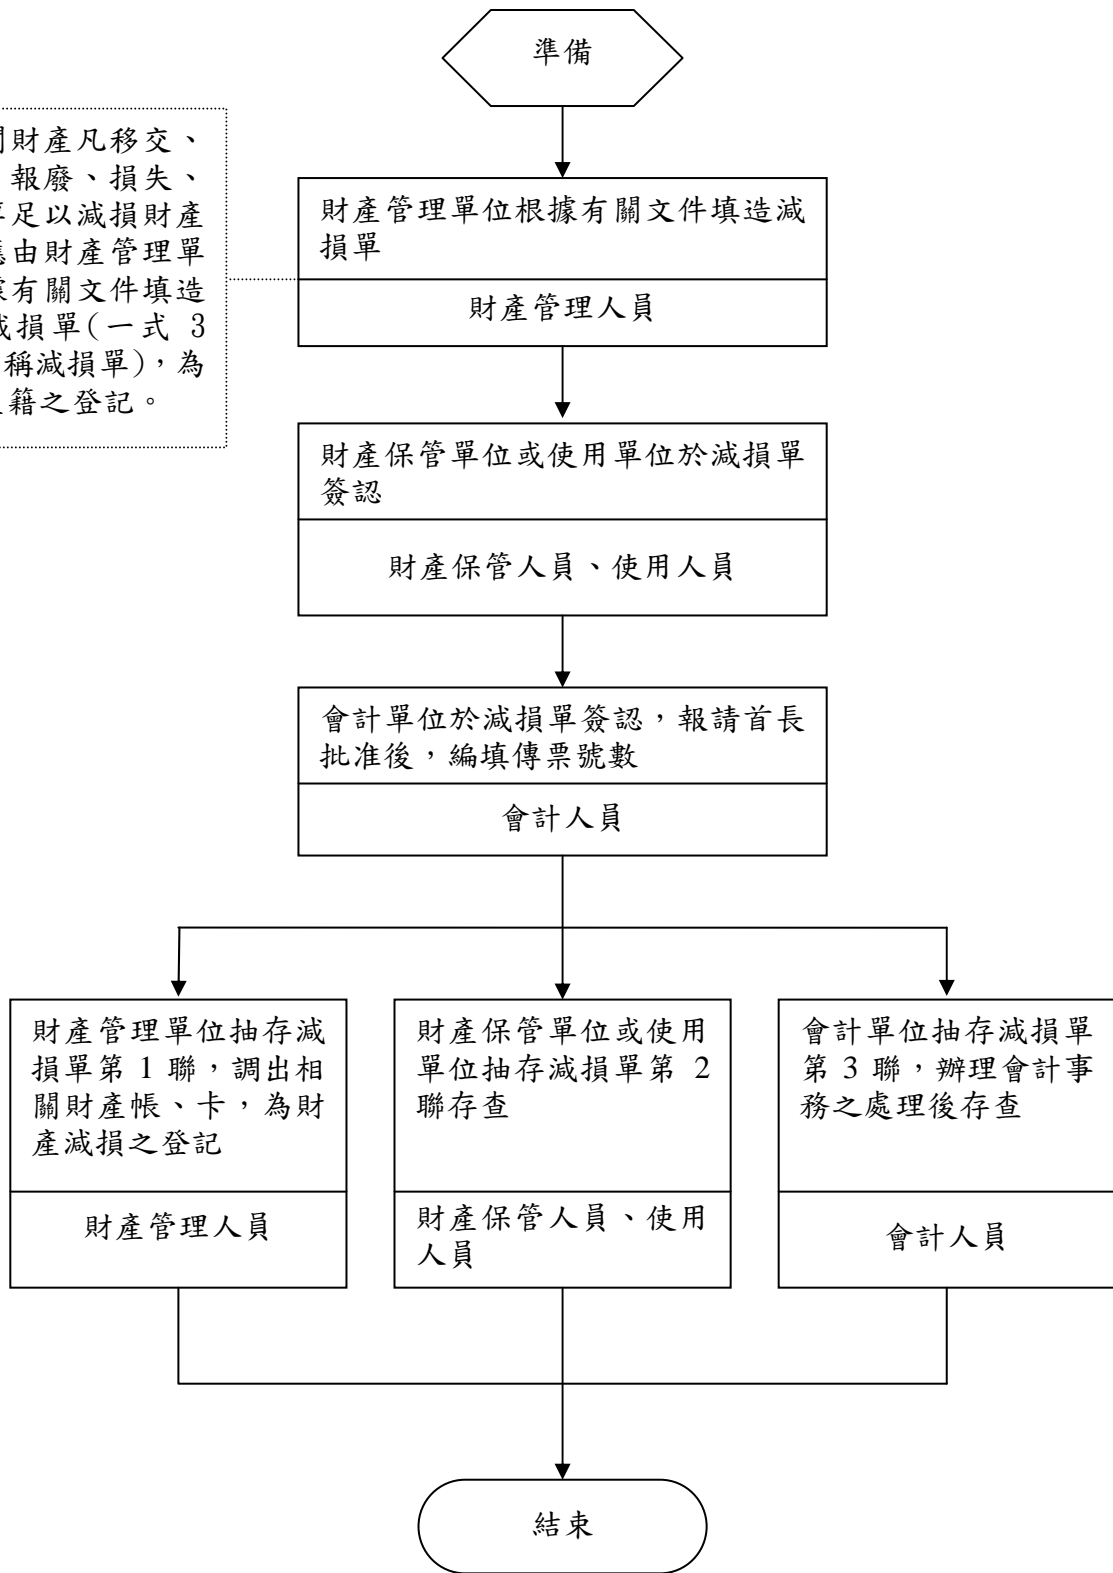 準備
財產凡移交、
報廢、損失、
足以減損財產
由財產管理單
有關文件填造
減損單(一式 3
稱減損單)，為
籍之登記。
財產管理單位根據有關文件填造減
損單
財產管理人員
財產保管單位或使用單位於減損單
簽認
財產保管人員、使用人員
會計單位於減損單簽認，報請首長
批准後，編填傳票號數
會計人員
財產管理單位抽存減
損單第 1 聯，調出相
關財產帳、卡，為財
產減損之登記
財產管理人員
財產保管單位或使用
單位抽存減損單第 2
聯存查
財產保管人員、使用
人員
會計單位抽存減損單
第 3 聯，辦理會計事
務之處理後存查
會計人員
結束